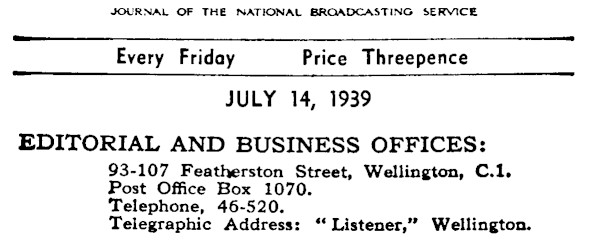 JOURNAL OF THE NATIONAL BROADCASTING SERVICE
Every Friday Price Threepence
JULY 14, 1939
EDITORIAL AND BUSINESS OFFICES:
93-107 Featherston Street, Wellington, C.1.
Post Office Box 1070.
Telephone, 46-520.
Telegraphic Address: "Listener," Wellington.